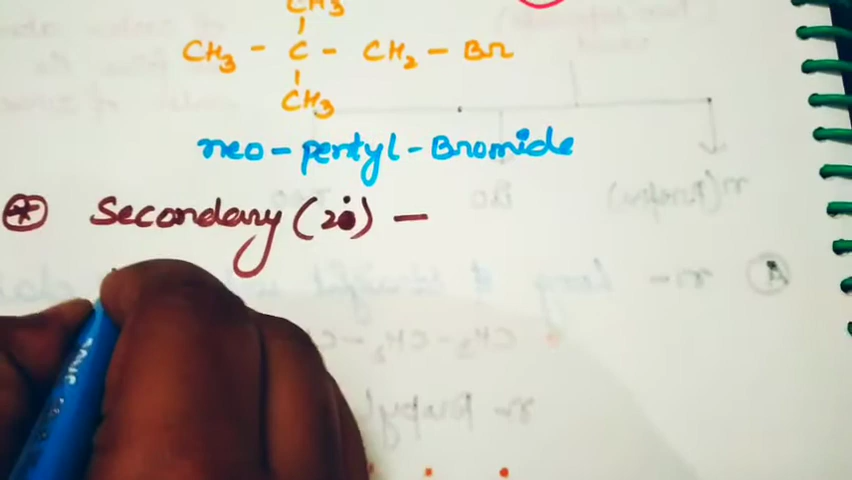 CH₃
CH₃ - C - CH₂ - Br
CH₃
neo-pentyl-Bromide
* Secondary (2°) -